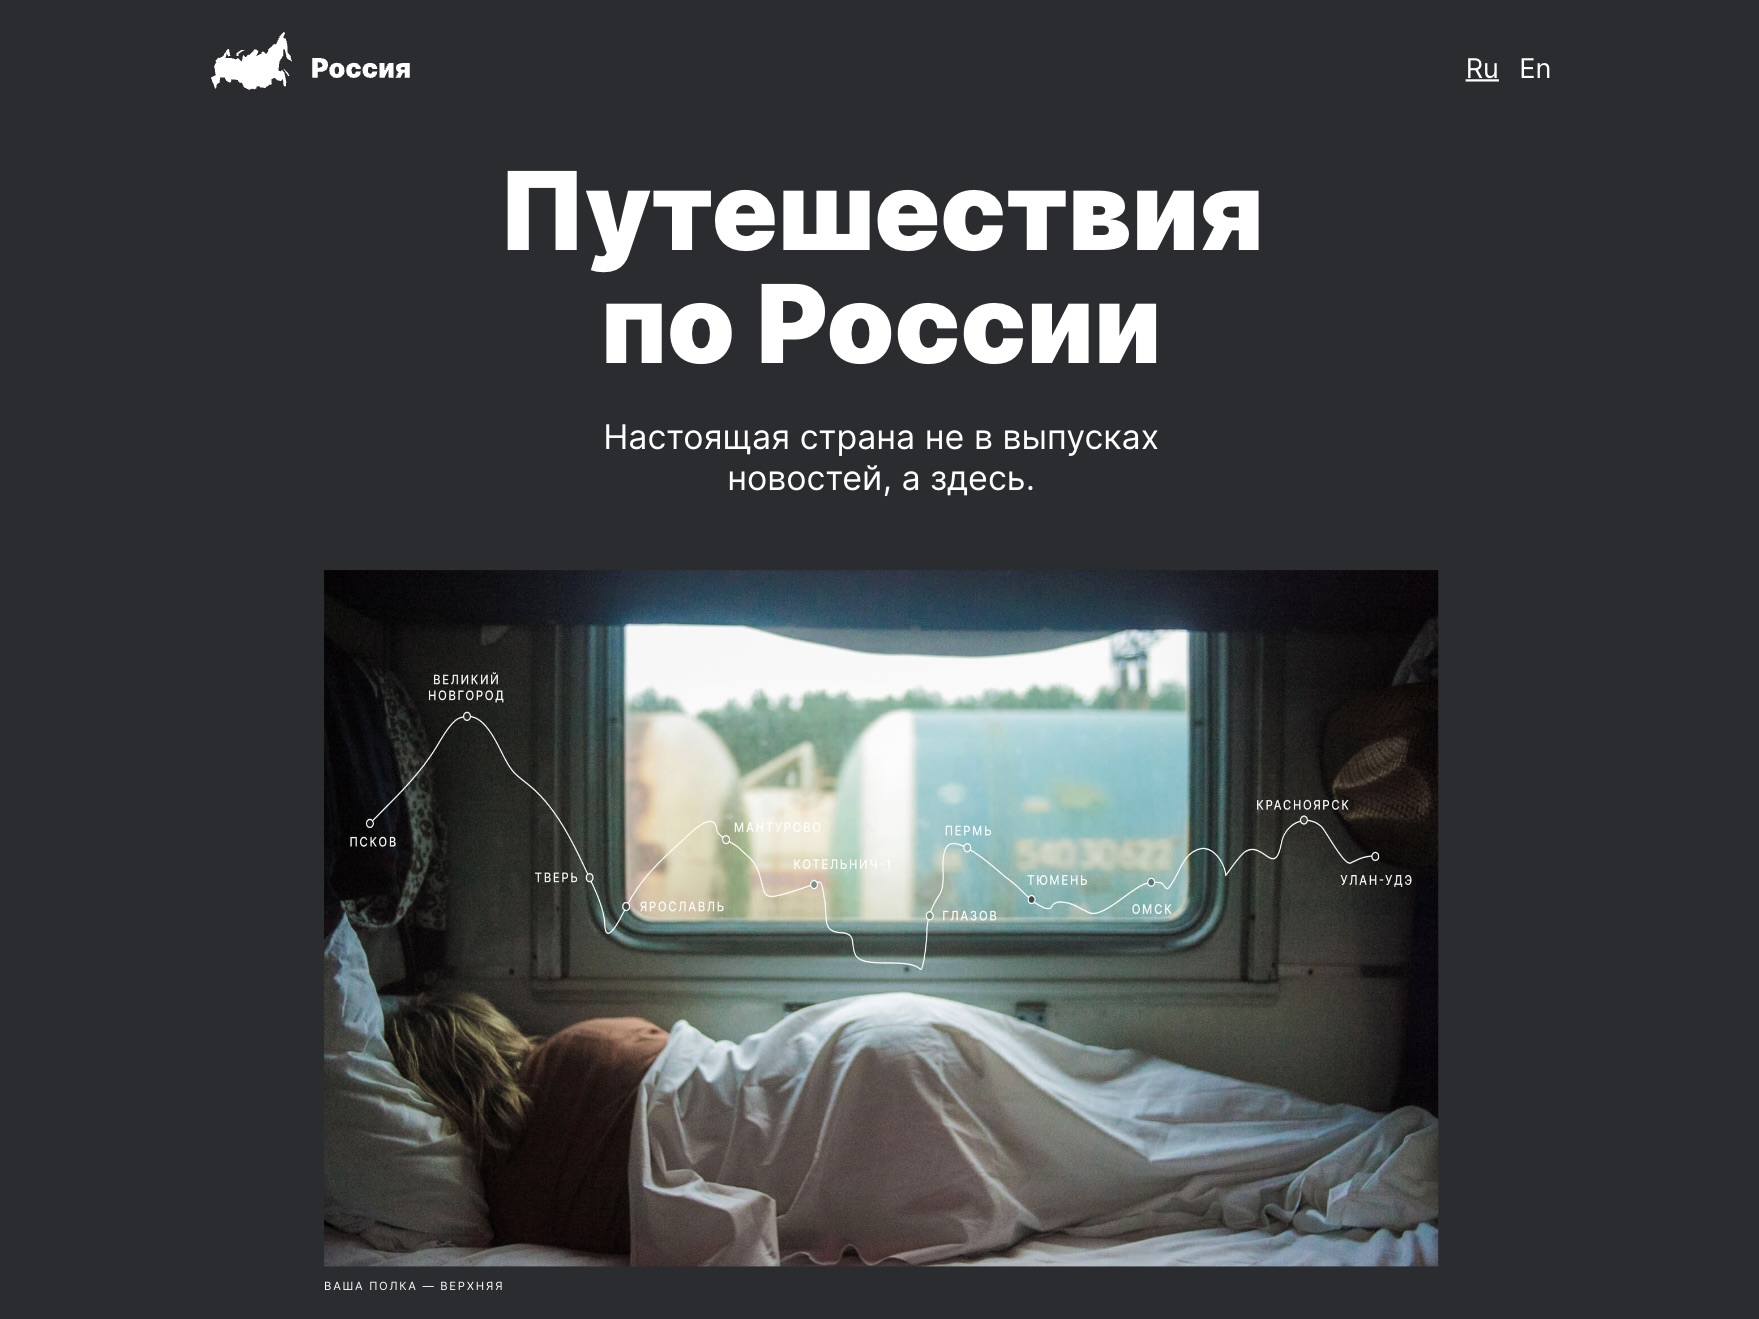 Россия
Ru En
Путешествия
по России
Настоящая страна не в выпусках
новостей, а здесь.
ВЕЛИКИЙ
НОВГОРОД
ПСКОВ
ТВЕРЬ
ЯРОСЛАВЛЬ
МАНТУРОВО
КОТЕЛЬНИЧ-1
ГЛАЗОВ
ПЕРМЬ
ТЮМЕНЬ
ОМСК
КРАСНОЯРСК
УЛАН-УДЭ
54030622
ВАША ПОЛКА — ВЕРХНЯЯ